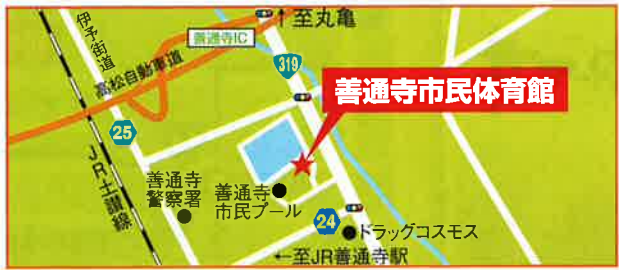 ↑至丸亀
伊予街道
善通寺IC
高松自動車道
319
善通寺市民体育館
25
JR土讃線
善通寺
警察署
善通寺
市民プール
24
ドラッグコスモス
←至JR善通寺駅